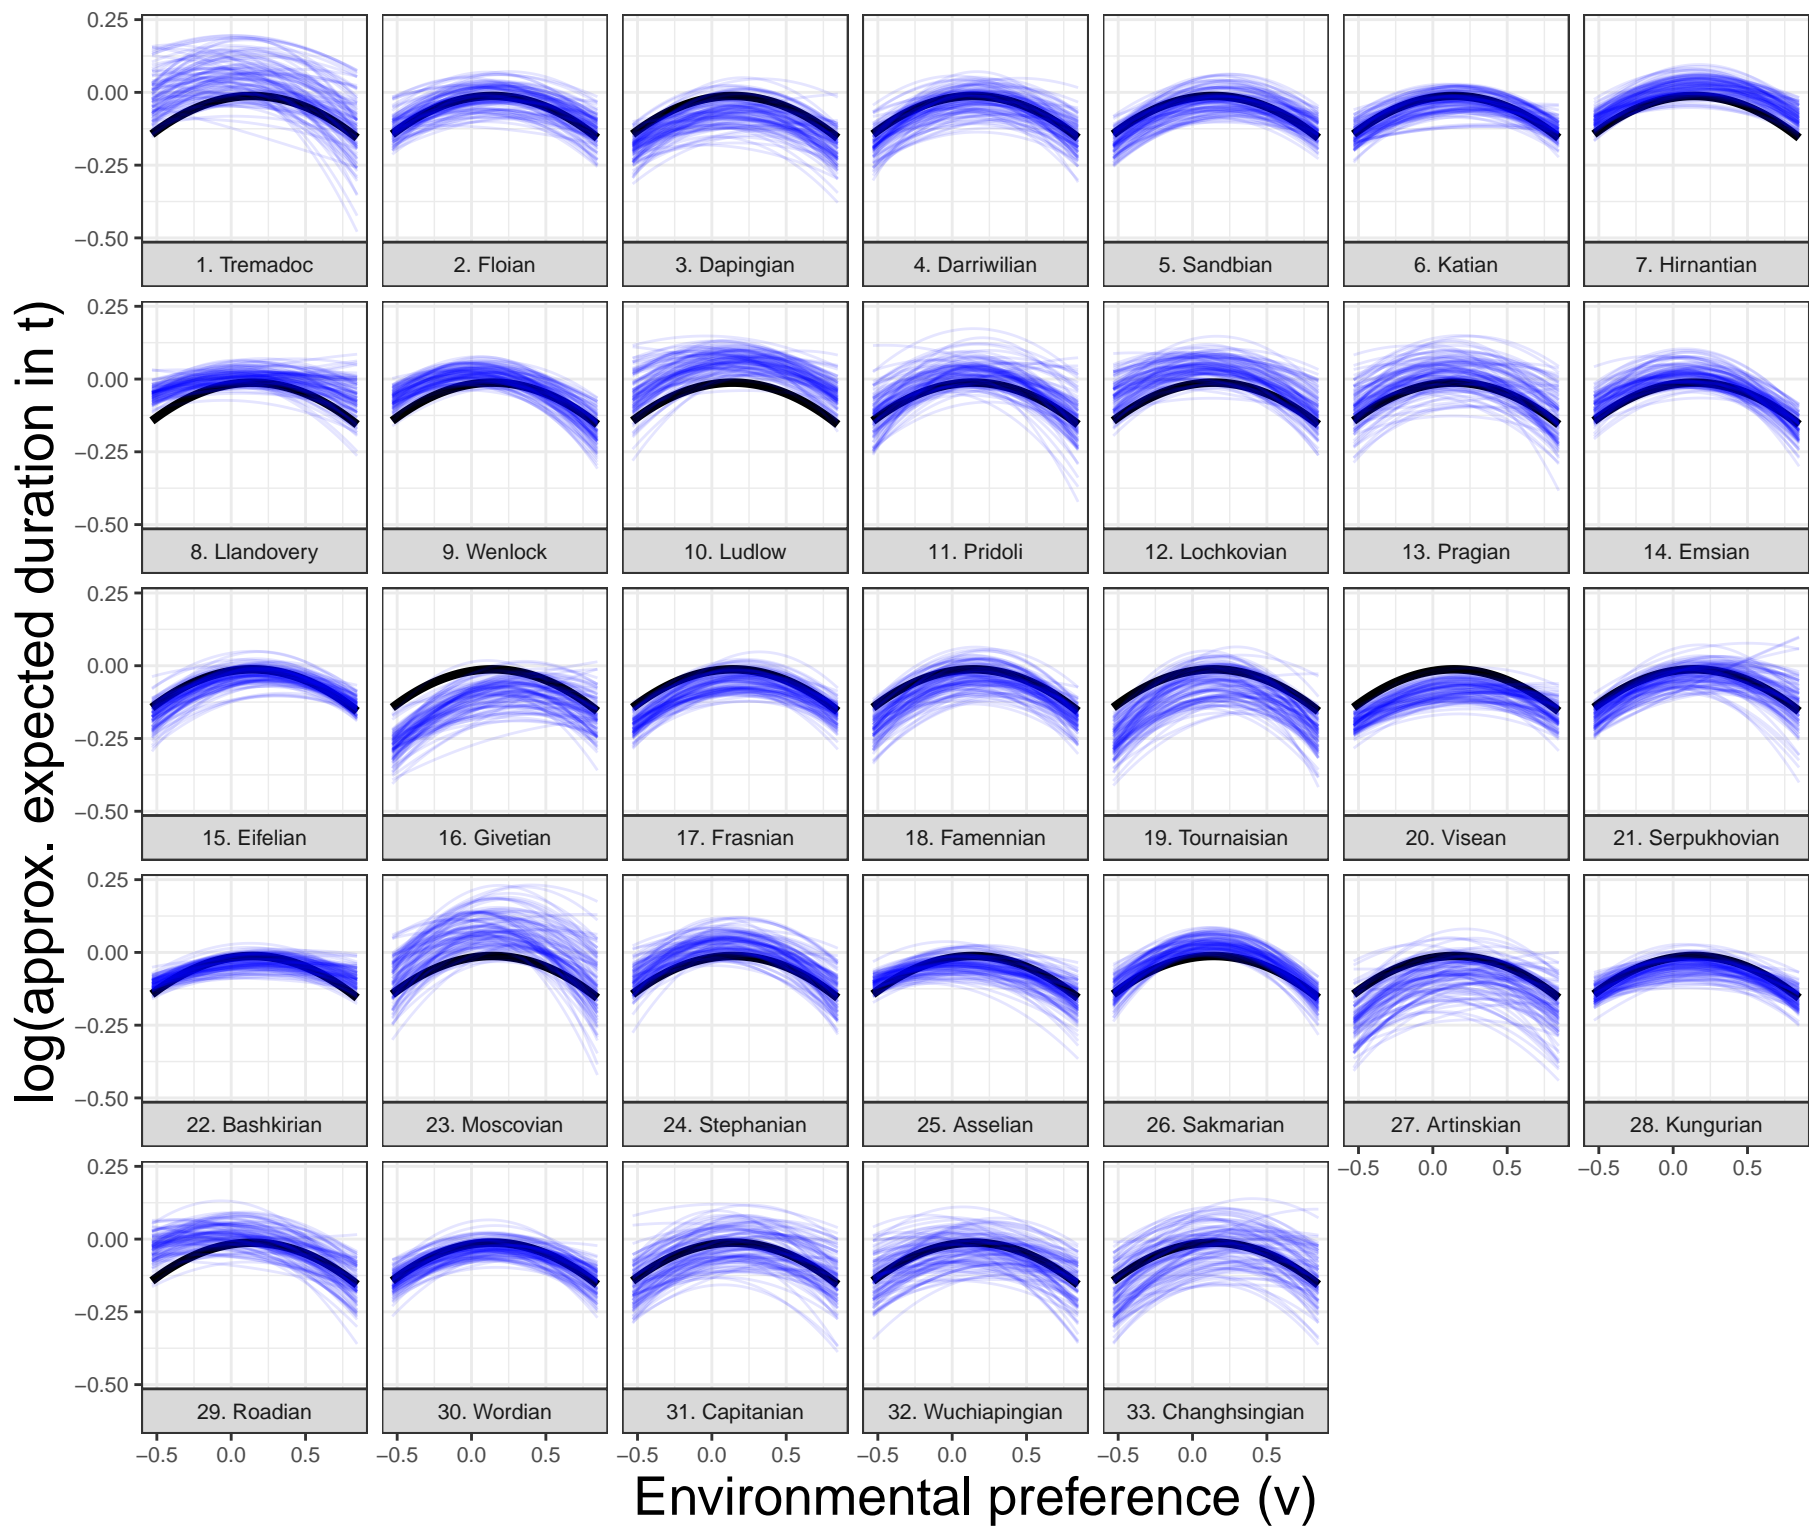 log(approx. expected duration in t)
0.25
0.00
−0.25
−0.50
1. Tremadoc
2. Floian
3. Dapingian
4. Darriwilian
5. Sandbian
6. Katian
7. Hirnantian
0.25
0.00
−0.25
−0.50
8. Llandovery
9. Wenlock
10. Ludlow
11. Pridoli
12. Lochkovian
13. Pragian
14. Emsian
0.25
0.00
−0.25
−0.50
15. Eifelian
16. Givetian
17. Frasnian
18. Famennian
19. Tournaisian
20. Visean
21. Serpukhovian
0.25
0.00
−0.25
−0.50
22. Bashkirian
23. Moscovian
24. Stephanian
25. Asselian
26. Sakmarian
27. Artinskian
28. Kungurian
−0.5 0.0 0.5
−0.5 0.0 0.5
0.25
0.00
−0.25
−0.50
29. Roadian
30. Wordian
31. Capitanian
32. Wuchiapingian
33. Changhsingian
−0.5 0.0 0.5
−0.5 0.0 0.5
−0.5 0.0 0.5
−0.5 0.0 0.5
−0.5 0.0 0.5
Environmental preference (v)